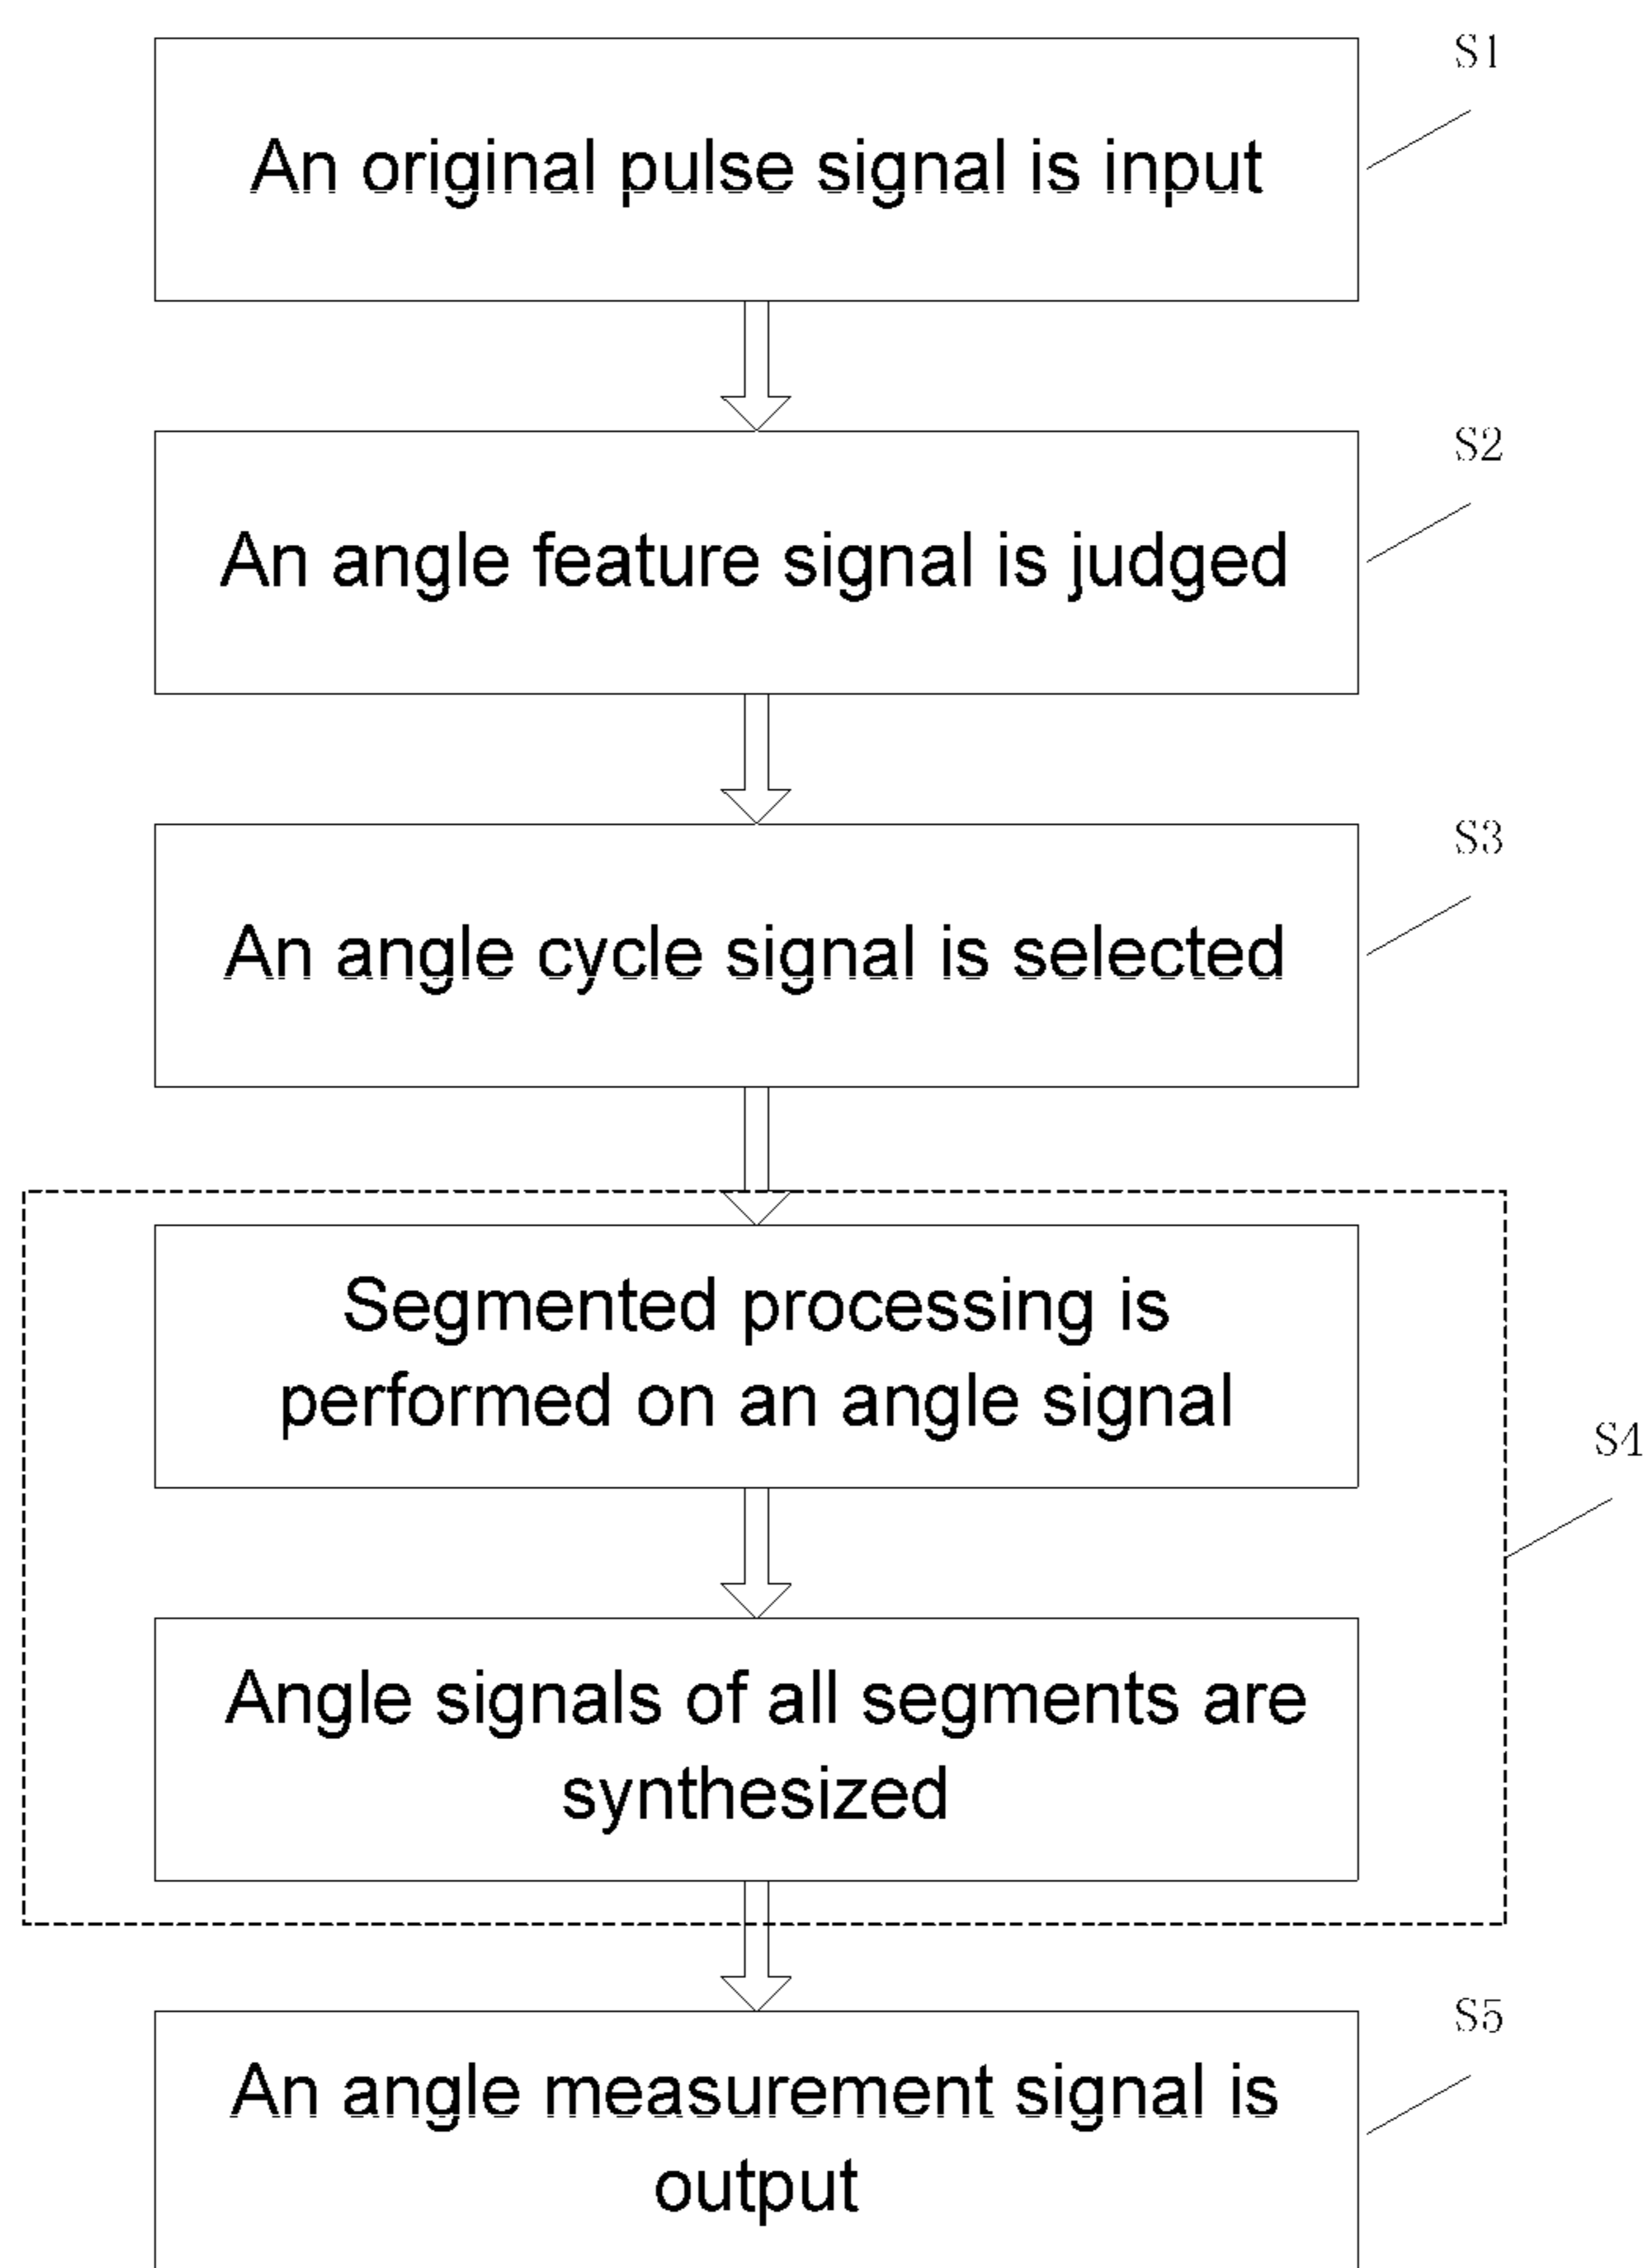 S1
An original pulse signal is input
S2
An angle feature signal is judged
S3
An angle cycle signal is selected
Segmented processing is
performed on an angle signal
S4
Angle signals of all segments are
synthesized
S5
An angle measurement signal is
output